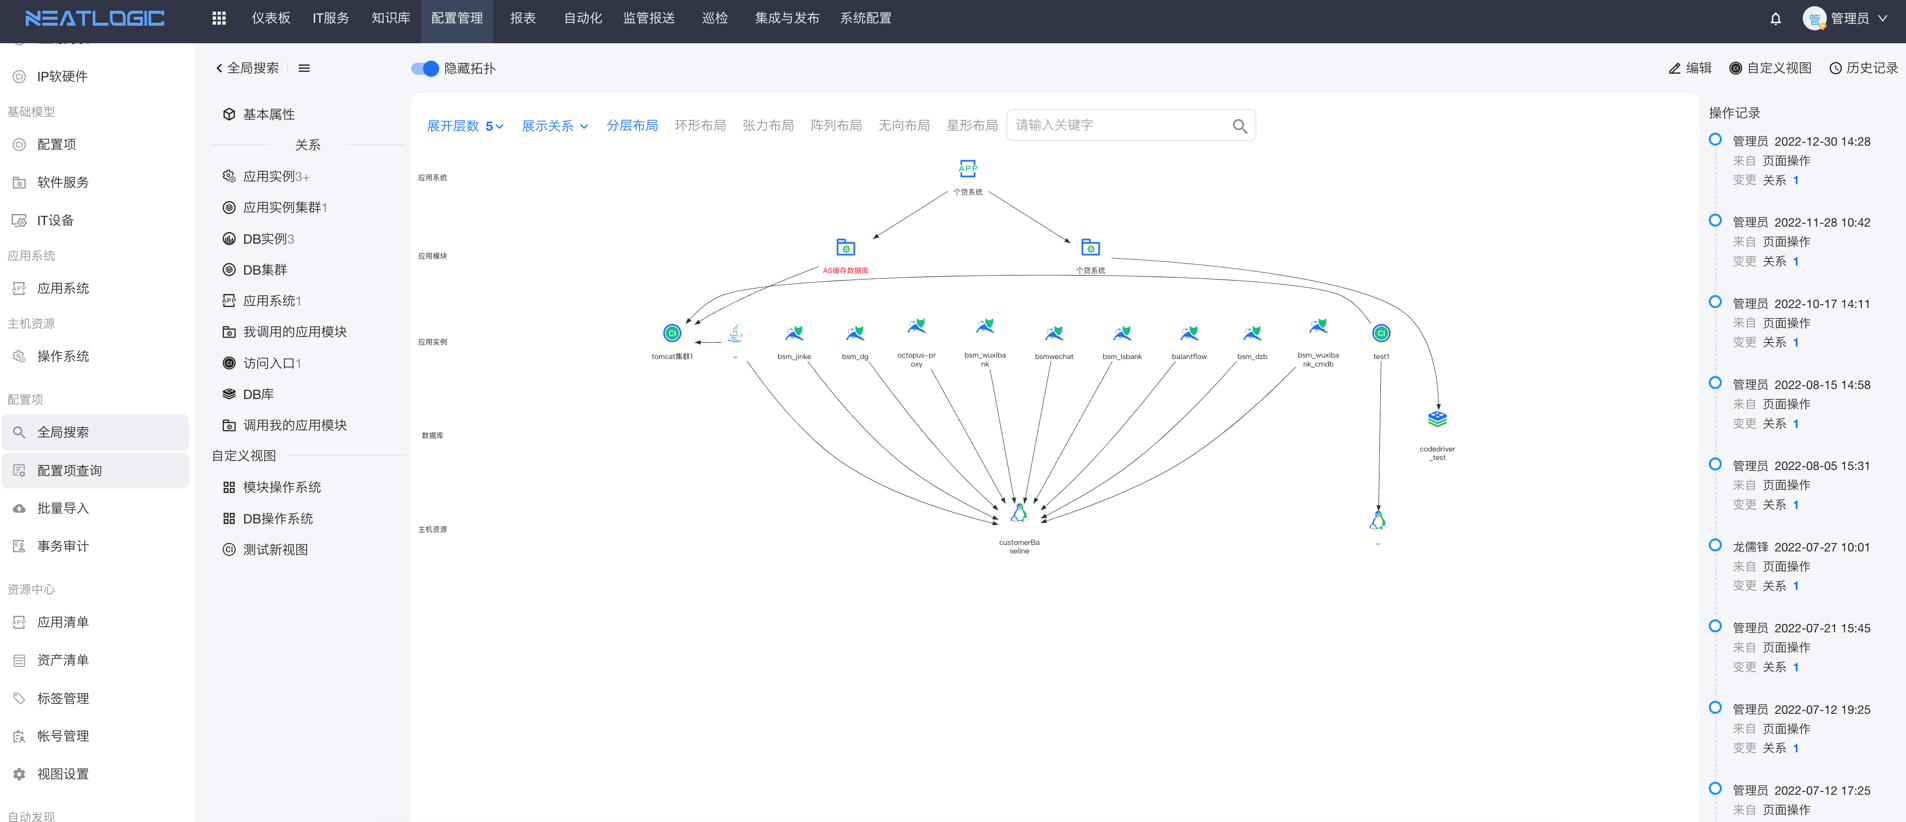 NEATLOGIC
仪表板
IT服务
知识库
配置管理
报表
自动化
监管报送
巡检
集成与发布
系统配置
管
管理员
IP软硬件
基础模型
配置项
软件服务
IT设备
应用系统
应用系统
主机资源
操作系统
配置项
全局搜索
配置项查询
批量导入
事务审计
资源中心
应用清单
资产清单
标签管理
帐号管理
视图设置
自动发现
全局搜索
基本属性
关系
应用实例3+
应用实例集群1
DB实例3
DB集群
应用系统1
我调用的应用模块
访问入口1
DB库
调用我的应用模块
自定义视图
模块操作系统
DB操作系统
测试新视图
隐藏拓扑
编辑
自定义视图
历史记录
展开层数 5
展示关系
分层布局
环形布局
张力布局
阵列布局
无向布局
星形布局
请输入关键字
应用系统
APP
个贷系统
应用模块
AS缓存数据库
个贷系统
应用实例
CI
tomcat集群1
_
bsm_jinke
bsm_dg
octopus-pr
oxy
bsm_wuxiba
nk
bsmwechat
bsm_lsbank
balantflow
bsm_dzb
bsm_wuxiba
nk_cmdb
CI
test1
数据库
codedriver
_test
主机资源
customerBa
seline
_
操作记录
管理员 2022-12-30 14:28
来自 页面操作
变更 关系 1
管理员 2022-11-28 10:42
来自 页面操作
变更 关系 1
管理员 2022-10-17 14:11
来自 页面操作
变更 关系 1
管理员 2022-08-15 14:58
来自 页面操作
变更 关系 1
管理员 2022-08-05 15:31
来自 页面操作
变更 关系 1
龙儒锋 2022-07-27 10:01
来自 页面操作
变更 关系 1
管理员 2022-07-21 15:45
来自 页面操作
变更 关系 1
管理员 2022-07-12 19:25
来自 页面操作
变更 关系 1
管理员 2022-07-12 17:25
来自 页面操作